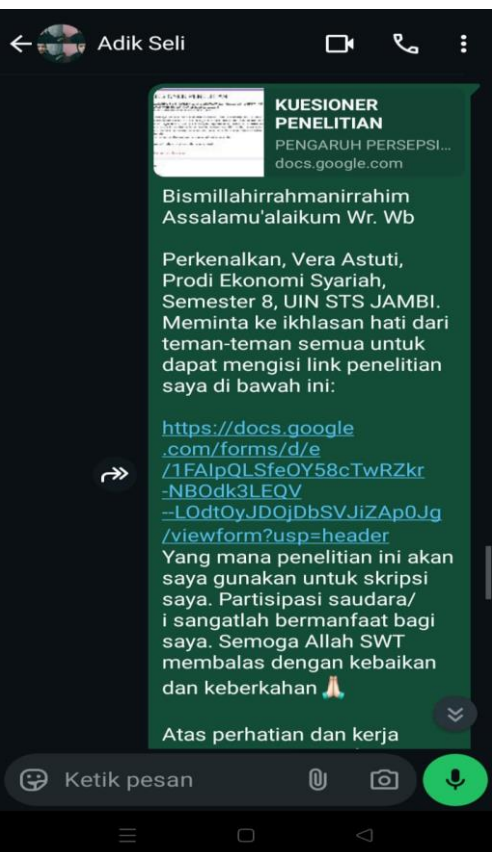 Adik Seli
KUESIONER
PENELITIAN
PENGARUH PERSEPSI...
docs.google.com
Bismillahirrahmanirrahim
Assalamu'alaikum Wr. Wb
Perkenalkan, Vera Astuti,
Prodi Ekonomi Syariah,
Semester 8, UIN STS JAMBI.
Meminta ke ikhlasan hati dari
teman-teman semua untuk
dapat mengisi link penelitian
saya di bawah ini:
https://docs.google
.com/forms/d/e
/1FAIpQLSfeOY58cTwRZkr
-NBOdk3LEQV
--LOdtOyJDOjDbSVJiZAp0Jg
/viewform?usp=header
Yang mana penelitian ini akan
saya gunakan untuk skripsi
saya. Partisipasi saudara/
i sangatlah bermanfaat bagi
saya. Semoga Allah SWT
membalas dengan kebaikan
dan keberkahan 🙏🏻
Atas perhatian dan kerja
Ketik pesan